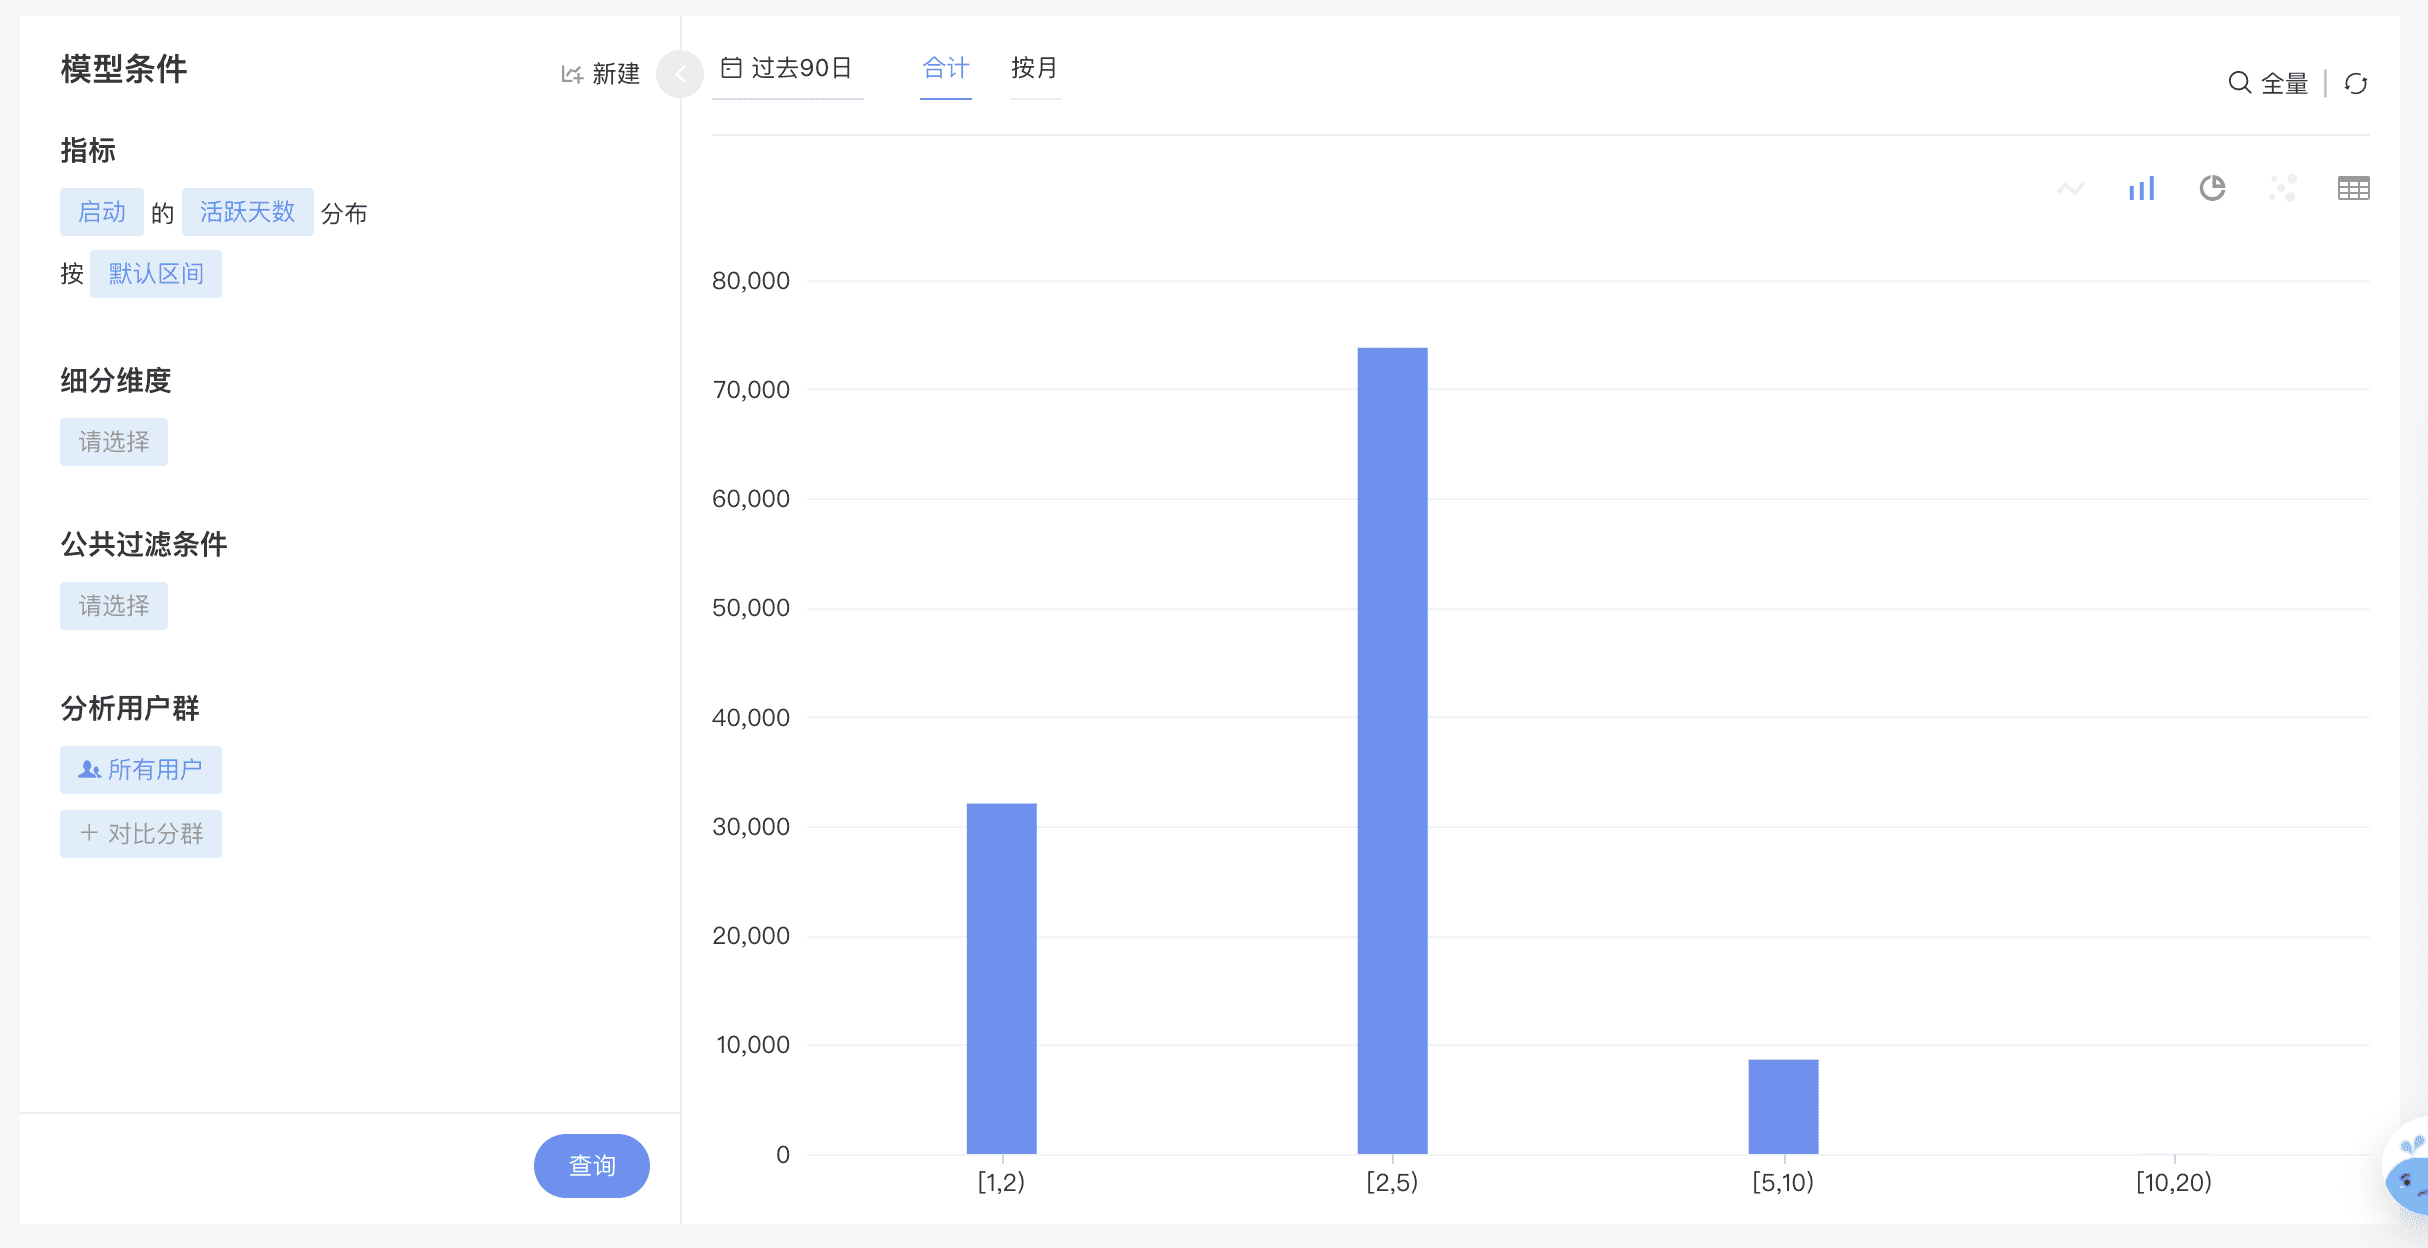 模型条件
新建
指标
启动 的 活跃天数 分布
按 默认区间
细分维度
请选择
公共过滤条件
请选择
分析用户群
所有用户
+ 对比分群
查询
过去90日 合计 按月
全量
80,000
70,000
60,000
50,000
40,000
30,000
20,000
10,000
0
[1,2) [2,5) [5,10) [10,20)